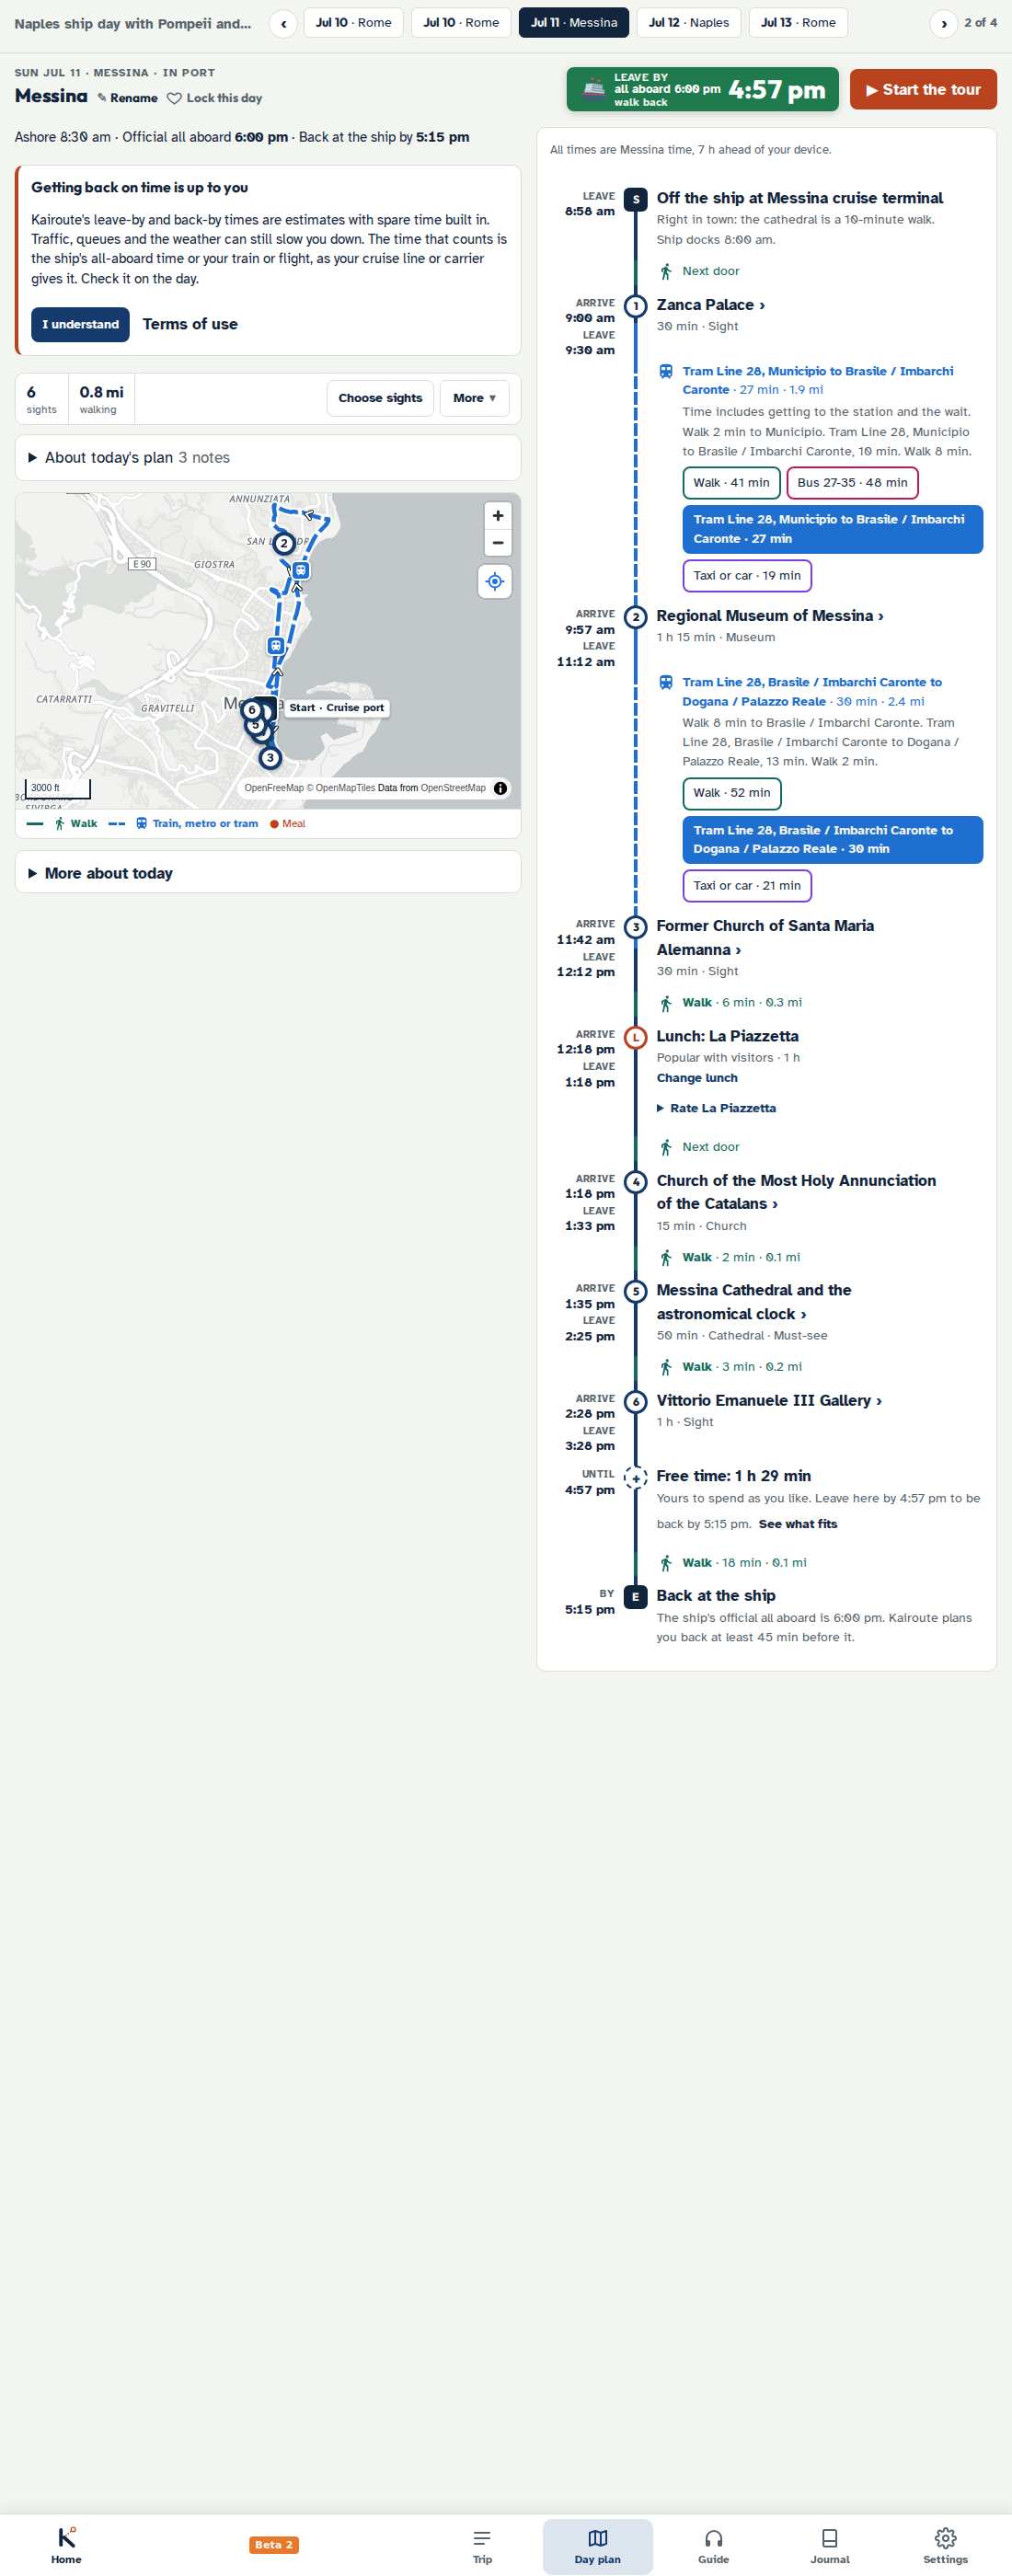 Naples ship day with Pompeii and...
‹
Jul 10 · Rome
Jul 10 · Rome
Jul 11 · Messina
Jul 12 · Naples
Jul 13 · Rome
›
2 of 4
SUN JUL 11 · MESSINA · IN PORT
Messina ✎ Rename Lock this day
LEAVE BY
all aboard 6:00 pm
walk back
4:57 pm
▶ Start the tour
Ashore 8:30 am · Official all aboard 6:00 pm · Back at the ship by 5:15 pm
Getting back on time is up to you
Kairoute's leave-by and back-by times are estimates with spare time built in.
Traffic, queues and the weather can still slow you down. The time that counts is
the ship's all-aboard time or your train or flight, as your cruise line or carrier
gives it. Check it on the day.
I understand
Terms of use
6
sights
0.8 mi
walking
Choose sights
More ▼
▶ About today's plan 3 notes
ANNUNZIATA
2
E 90
GIOSTRA
+
−
CATARRATTI
GRAVITELLI
6
5
3
Start · Cruise port
3000 ft
OpenFreeMap © OpenMapTiles Data from OpenStreetMap
Walk
Train, metro or tram
Meal
▶ More about today
All times are Messina time, 7 h ahead of your device.
LEAVE
8:58 am
S
Off the ship at Messina cruise terminal
Right in town: the cathedral is a 10-minute walk.
Ship docks 8:00 am.
Next door
ARRIVE
9:00 am
LEAVE
9:30 am
1
Zanca Palace ›
30 min · Sight
Tram Line 28, Municipio to Brasile / Imbarchi
Caronte · 27 min · 1.9 mi
Time includes getting to the station and the wait.
Walk 2 min to Municipio. Tram Line 28, Municipio
to Brasile / Imbarchi Caronte, 10 min. Walk 8 min.
Walk · 41 min
Bus 27-35 · 48 min
Tram Line 28, Municipio to Brasile / Imbarchi
Caronte · 27 min
Taxi or car · 19 min
ARRIVE
9:57 am
LEAVE
11:12 am
2
Regional Museum of Messina ›
1 h 15 min · Museum
Tram Line 28, Brasile / Imbarchi Caronte to
Dogana / Palazzo Reale · 30 min · 2.4 mi
Walk 8 min to Brasile / Imbarchi Caronte. Tram
Line 28, Brasile / Imbarchi Caronte to Dogana /
Palazzo Reale, 13 min. Walk 2 min.
Walk · 52 min
Tram Line 28, Brasile / Imbarchi Caronte to
Dogana / Palazzo Reale · 30 min
Taxi or car · 21 min
ARRIVE
11:42 am
LEAVE
12:12 pm
3
Former Church of Santa Maria
Alemanna ›
30 min · Sight
Walk · 6 min · 0.3 mi
ARRIVE
12:18 pm
LEAVE
1:18 pm
L
Lunch: La Piazzetta
Popular with visitors · 1 h
Change lunch
▶ Rate La Piazzetta
Next door
ARRIVE
1:18 pm
LEAVE
1:33 pm
4
Church of the Most Holy Annunciation
of the Catalans ›
15 min · Church
Walk · 2 min · 0.1 mi
ARRIVE
1:35 pm
LEAVE
2:25 pm
5
Messina Cathedral and the
astronomical clock ›
50 min · Cathedral · Must-see
Walk · 3 min · 0.2 mi
ARRIVE
2:28 pm
LEAVE
3:28 pm
6
Vittorio Emanuele III Gallery ›
1 h · Sight
UNTIL
4:57 pm
+
Free time: 1 h 29 min
Yours to spend as you like. Leave here by 4:57 pm to be
back by 5:15 pm. See what fits
Walk · 18 min · 0.1 mi
BY
5:15 pm
E
Back at the ship
The ship's official all aboard is 6:00 pm. Kairoute plans
you back at least 45 min before it.
Home
Beta 2
Trip
Day plan
Guide
Journal
Settings